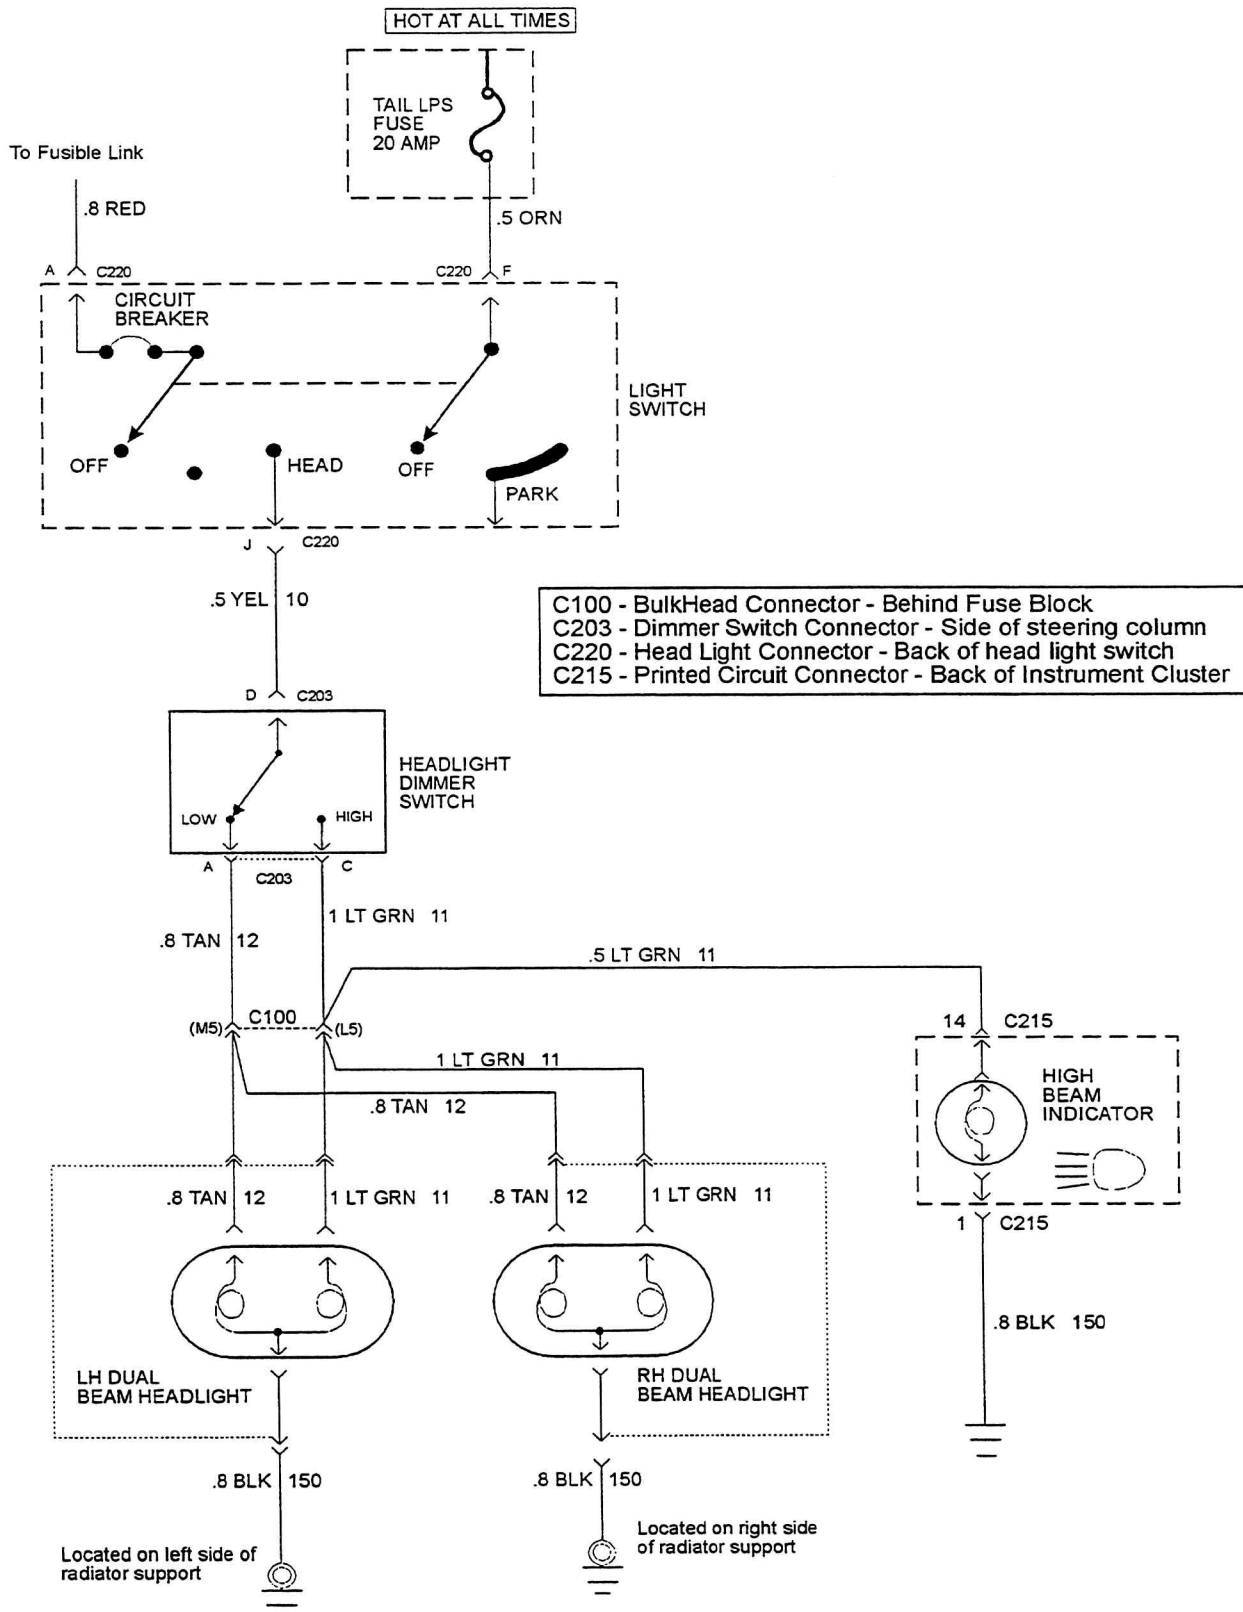 HOT AT ALL TIMES
TAIL LPS
FUSE
20 AMP
To Fusible Link
.8 RED
.5 ORN
A C220
C220 F
CIRCUIT
BREAKER
LIGHT
SWITCH
OFF
HEAD
OFF
PARK
J C220
.5 YEL 10
C100 - BulkHead Connector - Behind Fuse Block
C203 - Dimmer Switch Connector - Side of steering column
C220 - Head Light Connector - Back of head light switch
C215 - Printed Circuit Connector - Back of Instrument Cluster
D C203
HEADLIGHT
DIMMER
SWITCH
LOW
HIGH
A C203 C
1 LT GRN 11
.8 TAN 12
.5 LT GRN 11
(M5) C100 (L5)
14 C215
1 LT GRN 11
.8 TAN 12
HIGH
BEAM
INDICATOR
.8 TAN 12
1 LT GRN 11
.8 TAN 12
1 LT GRN 11
1 C215
.8 BLK 150
LH DUAL
BEAM HEADLIGHT
RH DUAL
BEAM HEADLIGHT
.8 BLK 150
.8 BLK 150
Located on left side of
radiator support
Located on right side
of radiator support